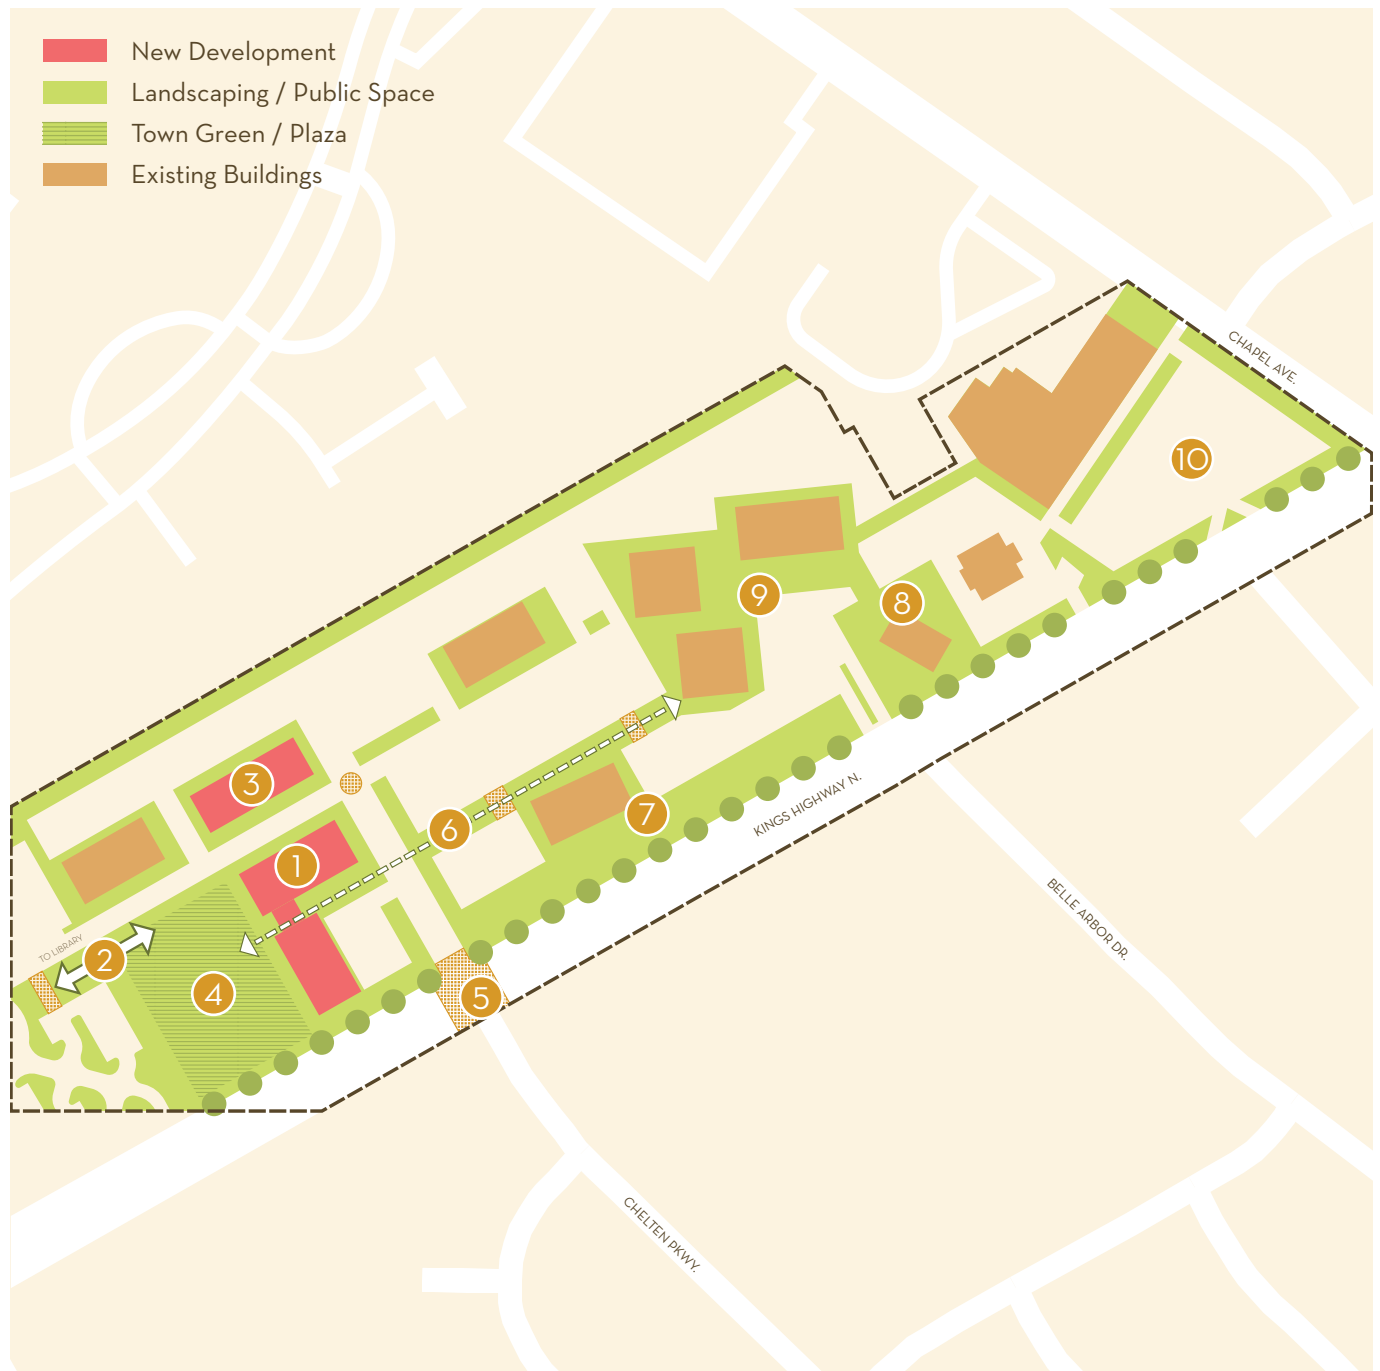 New Development
Landscaping / Public Space
Town Green / Plaza
Existing Buildings
CHAPEL AVE.
10
9
8
3
7
6
KINGS HIGHWAY N.
1
TO LIBRARY
2
4
5
BELLE ARBOR DR.
CHELTEN PKWY.